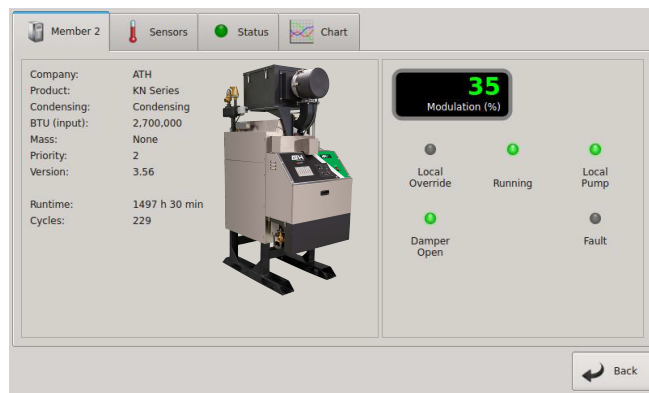 Member 2
Sensors
Status
Chart
Company: ATH
Product: KN Series
Condensing: Condensing
BTU (input): 2,700,000
Mass: None
Priority: 2
Version: 3.56
Runtime: 1497 h 30 min
Cycles: 229
ATH
35
Modulation (%)
Local Override
Running
Local Pump
Damper Open
Fault
Back